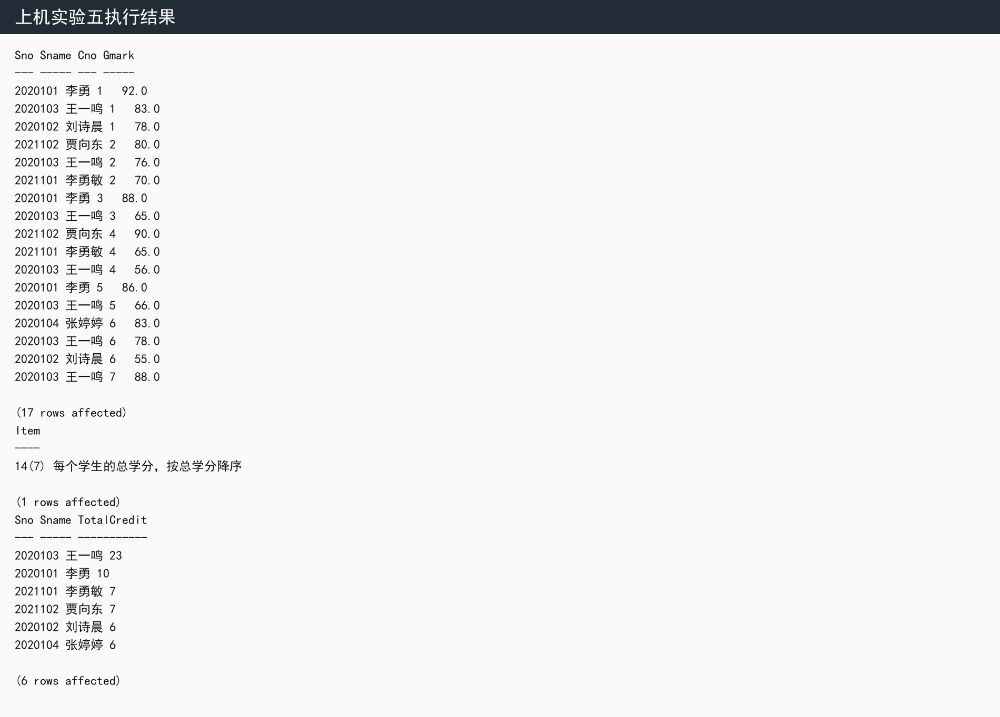 上机实验五执行结果
Sno Sname Cno Gmark
--- ----- --- -----
2020101 李勇 1   92.0
2020103 王一鸣 1   83.0
2020102 刘诗晨 1   78.0
2021102 贾向东 2   80.0
2020103 王一鸣 2   76.0
2021101 李勇敏 2   70.0
2020101 李勇 3   88.0
2020103 王一鸣 3   65.0
2021102 贾向东 4   90.0
2021101 李勇敏 4   65.0
2020103 王一鸣 4   56.0
2020101 李勇 5   86.0
2020103 王一鸣 5   66.0
2020104 张婷婷 6   83.0
2020103 王一鸣 6   78.0
2020102 刘诗晨 6   55.0
2020103 王一鸣 7   88.0
(17 rows affected)
Item
----
14(7) 每个学生的总学分，按总学分降序
(1 rows affected)
Sno Sname TotalCredit
--- ----- -----------
2020103 王一鸣 23
2020101 李勇 10
2021101 李勇敏 7
2021102 贾向东 7
2020102 刘诗晨 6
2020104 张婷婷 6
(6 rows affected)